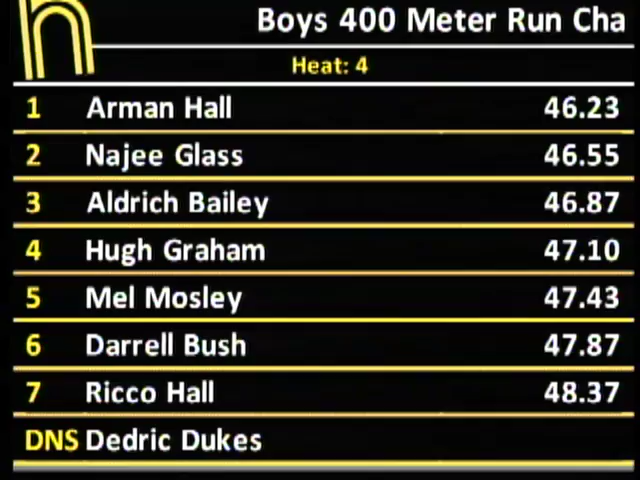 n
Boys 400 Meter Run Cha
Heat: 4
1 Arman Hall 46.23
2 Najee Glass 46.55
3 Aldrich Bailey 46.87
4 Hugh Graham 47.10
5 Mel Mosley 47.43
6 Darrell Bush 47.87
7 Ricco Hall 48.37
DNS Dedric Dukes